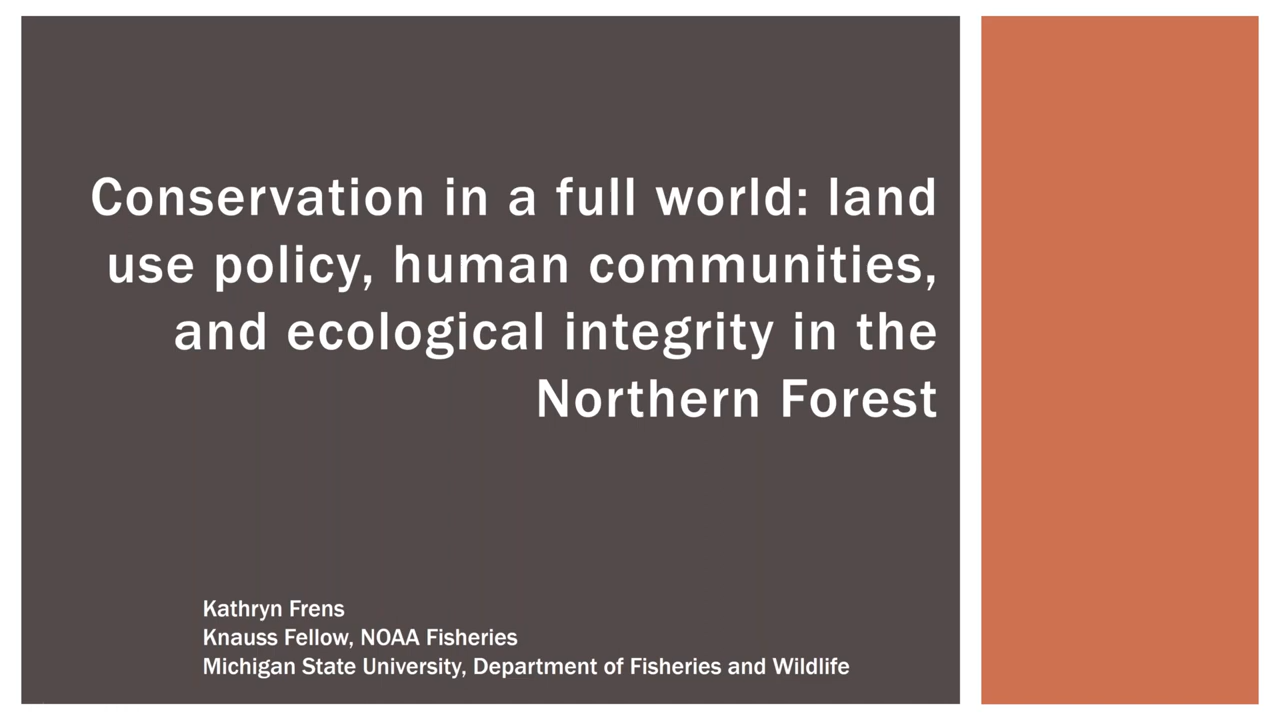 Conservation in a full world: land
use policy, human communities,
and ecological integrity in the
Northern Forest
Kathryn Frens
Knauss Fellow, NOAA Fisheries
Michigan State University, Department of Fisheries and Wildlife